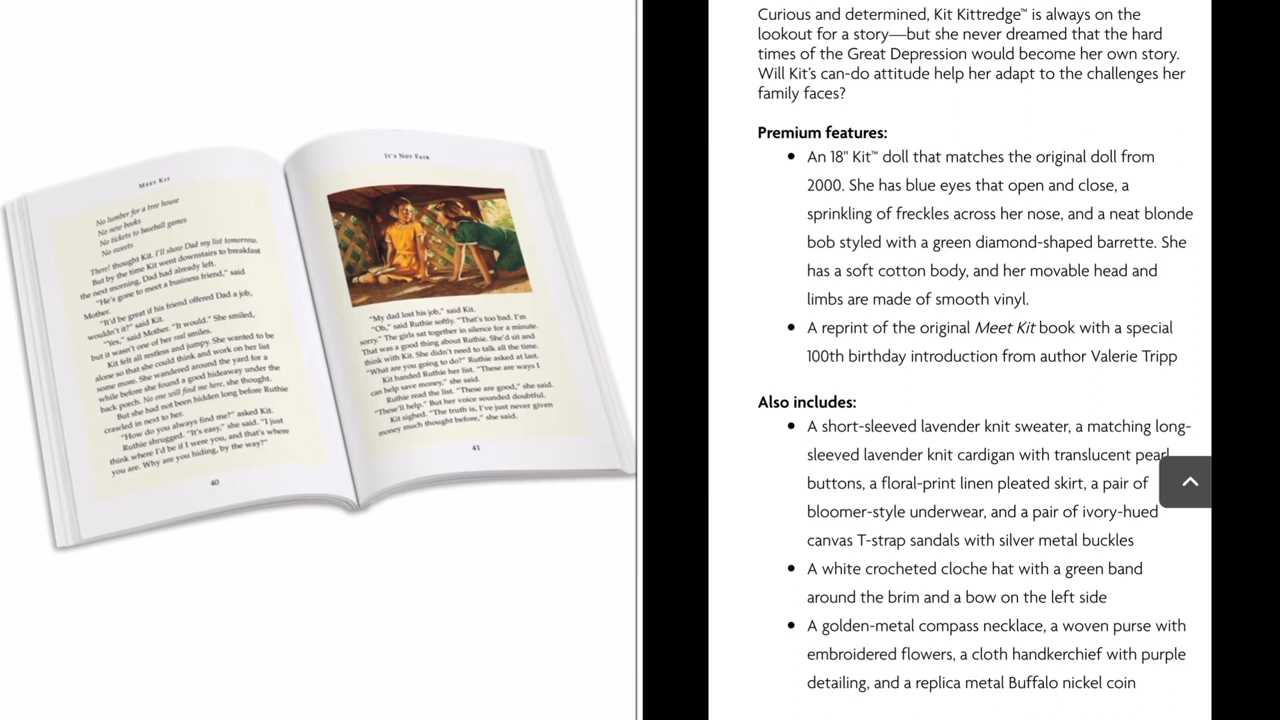 MEET KIT
No lumber for a tree house
No new books
No tickets to baseball games
No sweets
There! thought Kit. I'll show Dad my list tomorrow.
But by the time Kit went downstairs to breakfast
the next morning, Dad had already left.
"He's gone to meet a business friend," said
Mother.
"It'd be great if his friend offered Dad a job,
wouldn't it?" said Kit.
"Yes," said Mother. "It would." She smiled,
but it wasn't one of her real smiles.
Kit felt all restless and jumpy. She wanted to be
alone so that she could think and work on her list
some more. She wandered around the yard for a
while before she found a good hideaway under the
back porch. No one will find me here, she thought.
But she had not been hidden long before Ruthie
crawled in next to her.
"How do you always find me?" asked Kit.
Ruthie shrugged. "It's easy," she said. "I just
think where I'd be if I were you, and that's where
you are. Why are you hiding, by the way?"
40
IT'S NOT FAIR
"My dad lost his job," said Kit.
"Oh," said Ruthie softly. "That's too bad. I'm
sorry." The girls sat together in silence for a minute.
That was a good thing about Ruthie. She'd sit and
think with Kit. She didn't need to talk all the time.
"What are you going to do?" Ruthie asked at last.
Kit handed Ruthie her list. "These are ways I
can help save money," she said.
Ruthie read the list. "These are good," she said.
"These'll help." But her voice sounded doubtful.
Kit sighed. "The truth is, I've just never given
money much thought before," she said.
41
Curious and determined, Kit Kittredge™ is always on the
lookout for a story—but she never dreamed that the hard
times of the Great Depression would become her own story.
Will Kit's can-do attitude help her adapt to the challenges her
family faces?
Premium features:
• An 18" Kit™ doll that matches the original doll from
2000. She has blue eyes that open and close, a
sprinkling of freckles across her nose, and a neat blonde
bob styled with a green diamond-shaped barrette. She
has a soft cotton body, and her movable head and
limbs are made of smooth vinyl.
• A reprint of the original Meet Kit book with a special
100th birthday introduction from author Valerie Tripp
Also includes:
• A short-sleeved lavender knit sweater, a matching long-
sleeved lavender knit cardigan with translucent pearl
buttons, a floral-print linen pleated skirt, a pair of
bloomer-style underwear, and a pair of ivory-hued
canvas T-strap sandals with silver metal buckles
• A white crocheted cloche hat with a green band
around the brim and a bow on the left side
• A golden-metal compass necklace, a woven purse with
embroidered flowers, a cloth handkerchief with purple
detailing, and a replica metal Buffalo nickel coin